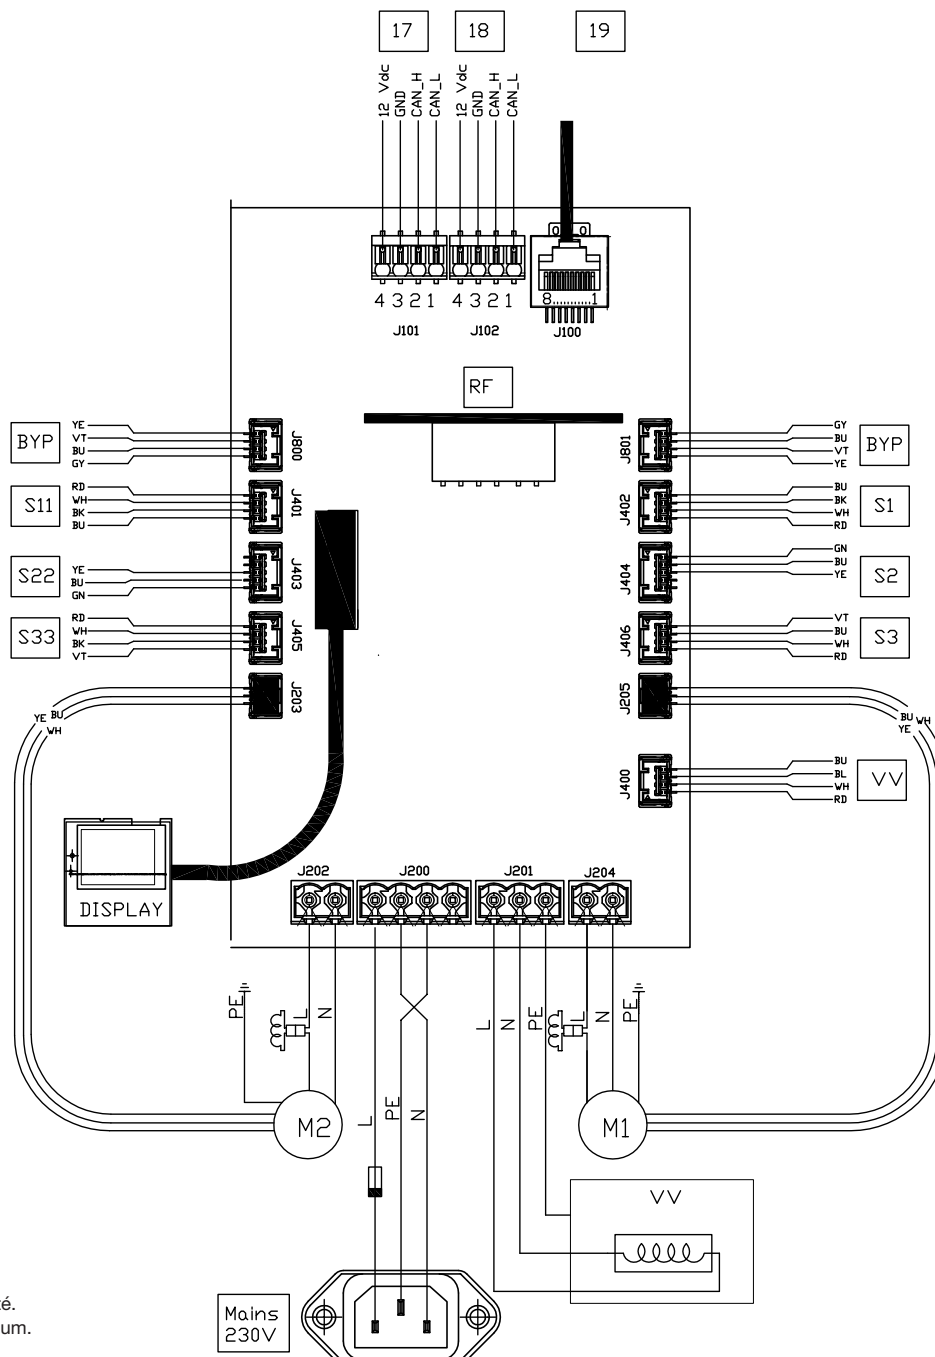 17 18 19
12 Vdc GND CAN_H CAN_L 12 Vdc GND CAN_H CAN_L
4 3 2 1 4 3 2 1 8 1
J101 J102 J100
RF
BYP YE VT BU GY J800 J801 GY BU VT YE BYP
S11 RD WH BK BU J401 J402 BU BK WH RD S1
S22 YE BU GN J403 J404 GN BU YE S2
S33 RD WH BK VT J405 J406 VT BU WH RD S3
YE BU WH J203 J205 BU WH YE
J400 BU BL WH RD VV
DISPLAY
J202 J200 J201 J204
PE L N L N PE L N PE
L PE N
M2 M1
VV
té.
um.
Mains
230V